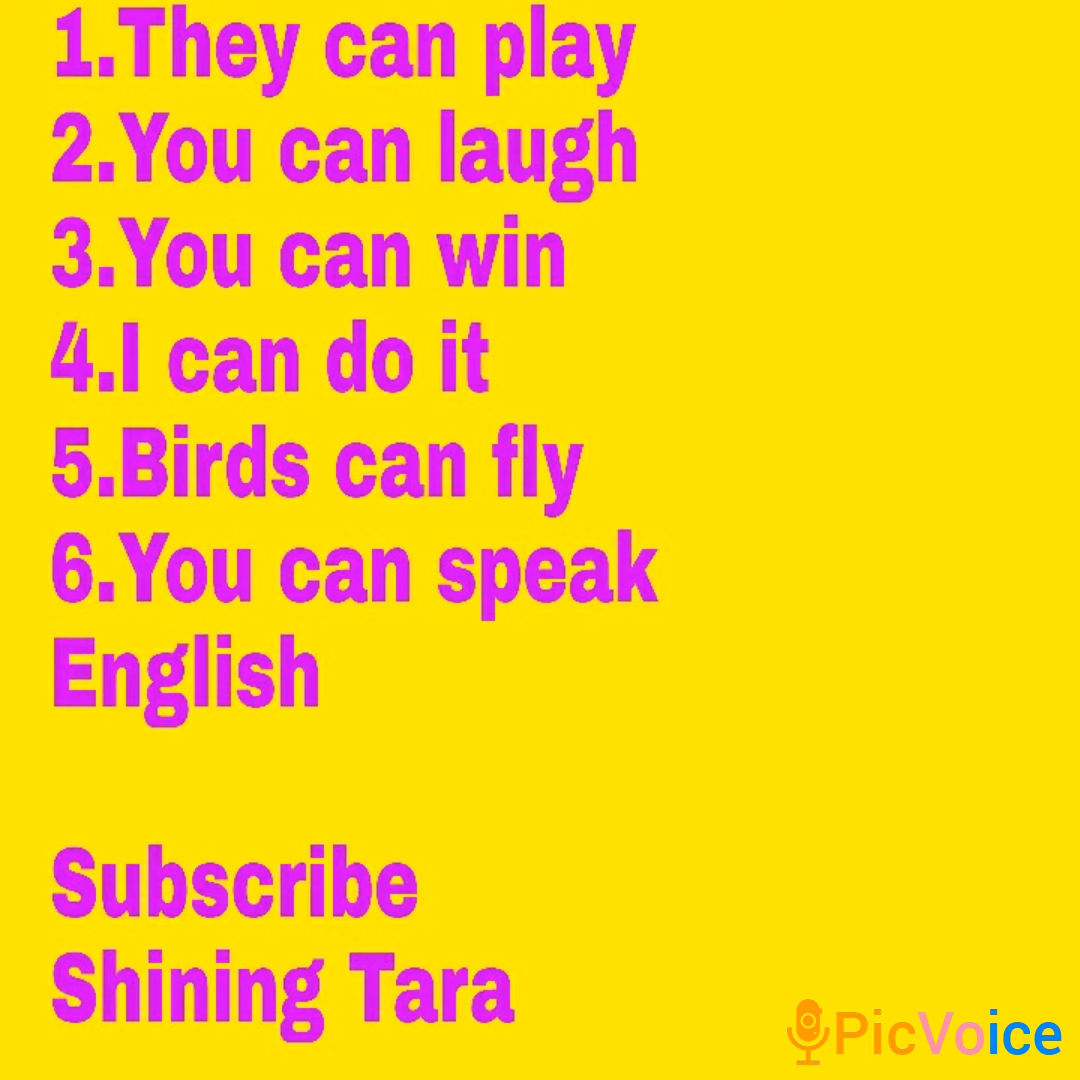 1.They can play
2.You can laugh
3.You can win
4.I can do it
5.Birds can fly
6.You can speak
English
Subscribe
Shining Tara
PicVoice